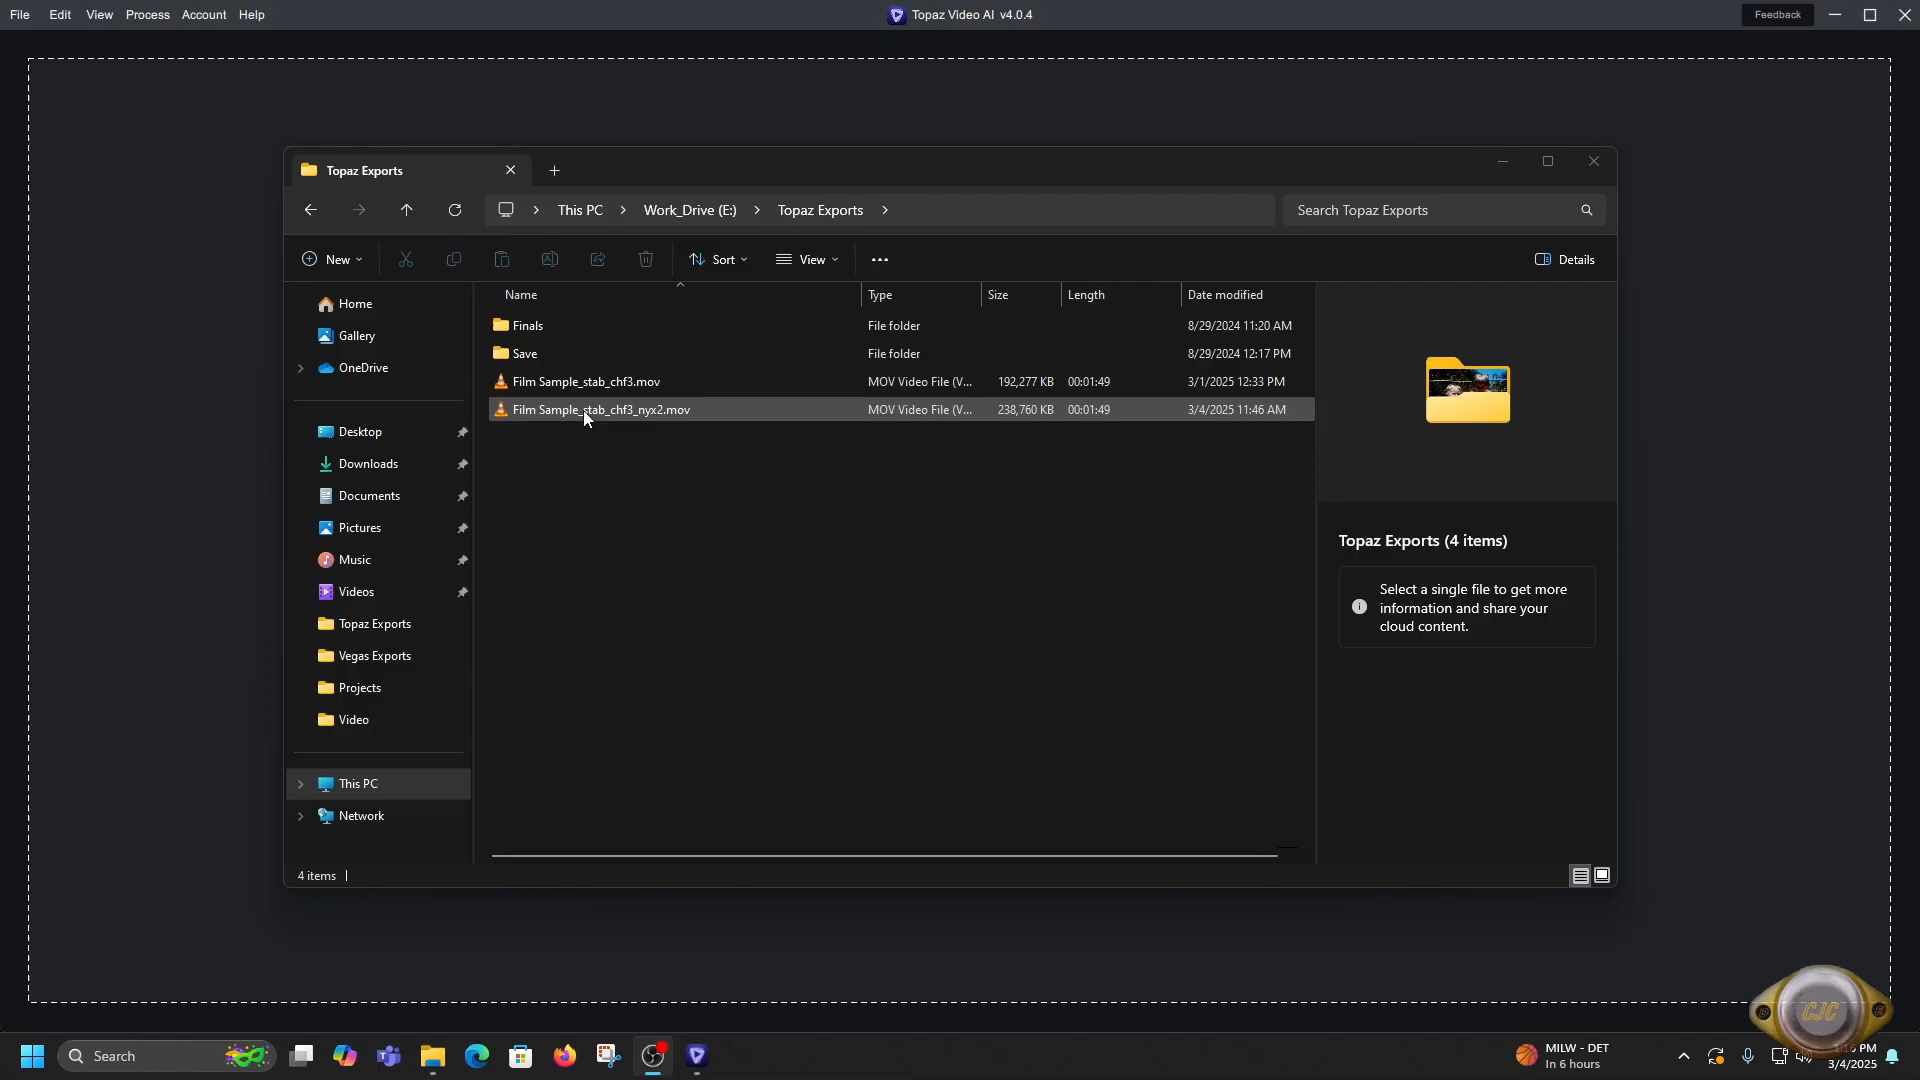 File Edit View Process Account Help
Topaz Video AI v4.0.4
Feedback
Topaz Exports
This PC
Work_Drive (E:)
Topaz Exports
Search Topaz Exports
New
Sort
View
Details
Name Type Size Length Date modified
Finals File folder 8/29/2024 11:20 AM
Save File folder 8/29/2024 12:17 PM
Film Sample_stab_chf3.mov MOV Video File (V... 192,277 KB 00:01:49 3/1/2025 12:33 PM
Film Sample_stab_chf3_nyx2.mov MOV Video File (V... 238,760 KB 00:01:49 3/4/2025 11:46 AM
Home
Gallery
OneDrive
Desktop
Downloads
Documents
Pictures
Music
Videos
Topaz Exports
Vegas Exports
Projects
Video
This PC
Network
Topaz Exports (4 items)
Select a single file to get more
information and share your
cloud content.
4 items
CJC
Search
MILW - DET
In 6 hours
PM
3/4/2025